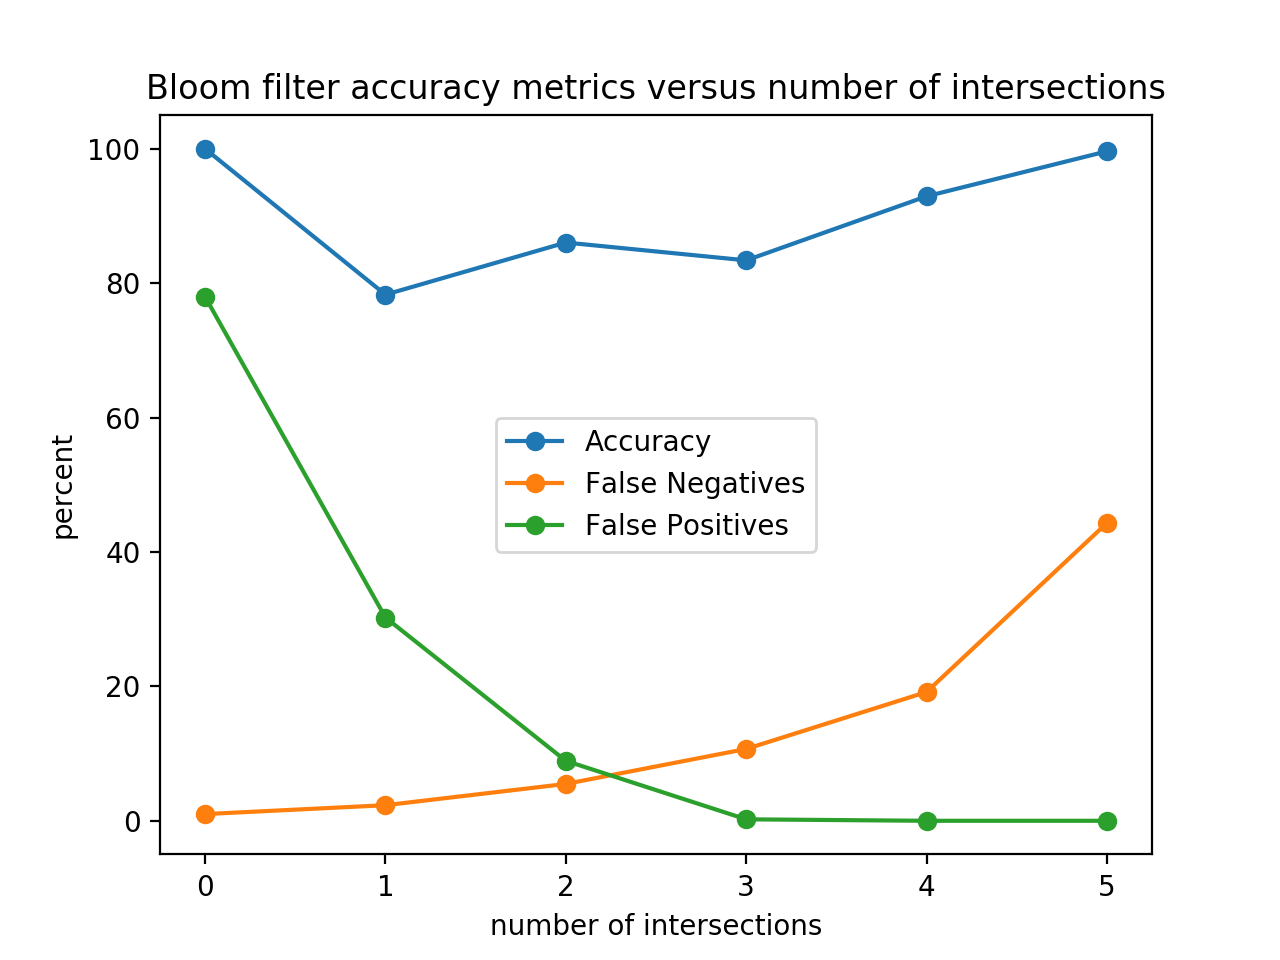 Bloom filter accuracy metrics versus number of intersections
100
80
60
40
20
0
percent
Accuracy
False Negatives
False Positives
0 1 2 3 4 5
number of intersections